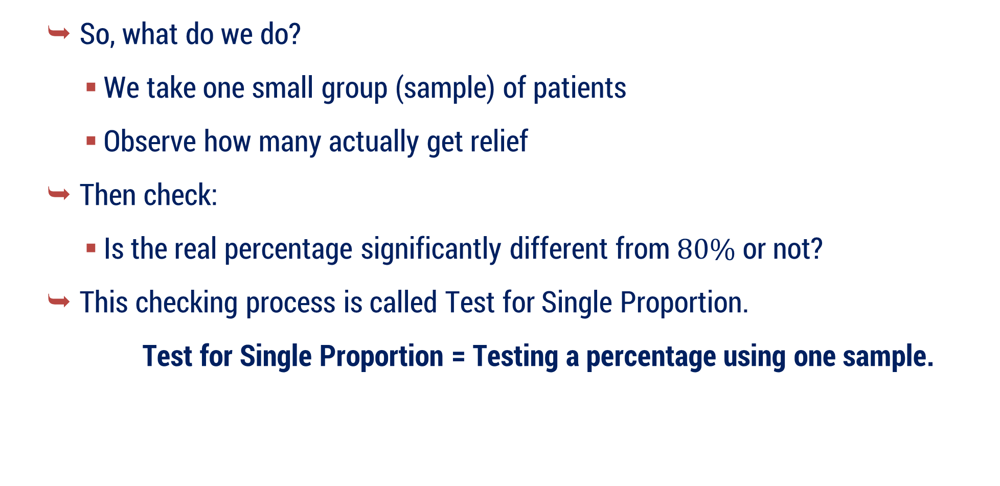 So, what do we do?
We take one small group (sample) of patients
Observe how many actually get relief
Then check:
Is the real percentage significantly different from 80% or not?
This checking process is called Test for Single Proportion.
Test for Single Proportion = Testing a percentage using one sample.